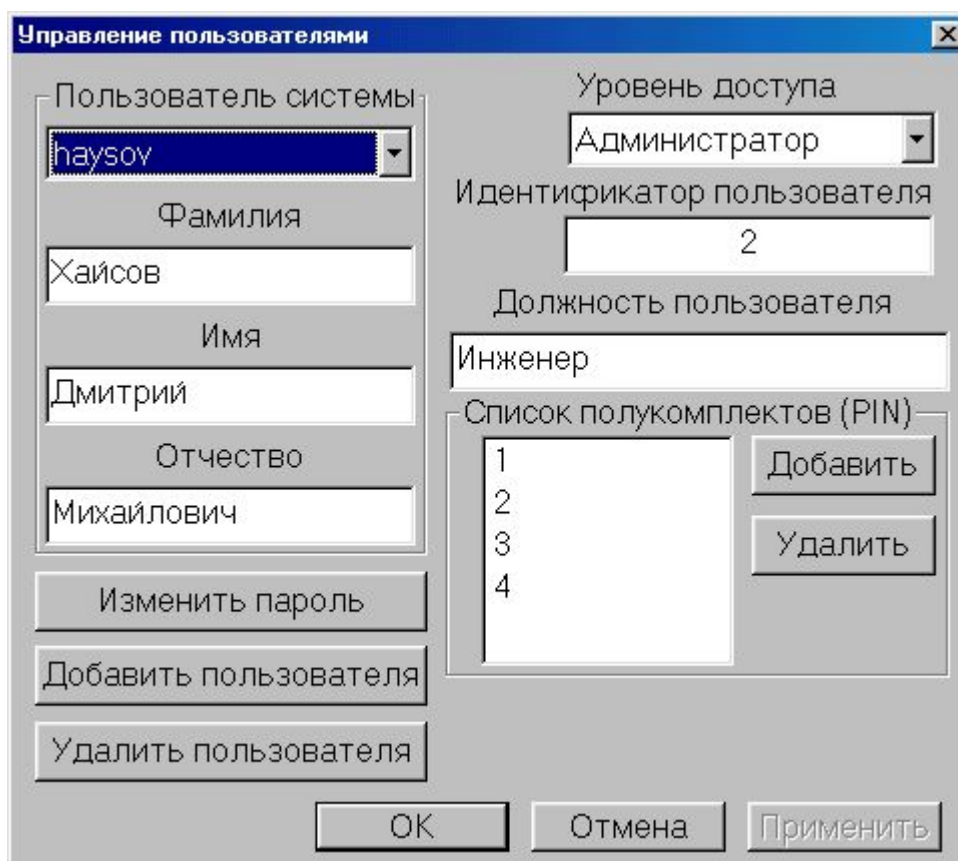 Управление пользователями
Пользователь системы
haysov
Фамилия
Хайсов
Имя
Дмитрий
Отчество
Михайлович
Изменить пароль
Добавить пользователя
Удалить пользователя
Уровень доступа
Администратор
Идентификатор пользователя
2
Должность пользователя
Инженер
Список полукомплектов (PIN)
1
2
3
4
Добавить
Удалить
OK
Отмена
Применить